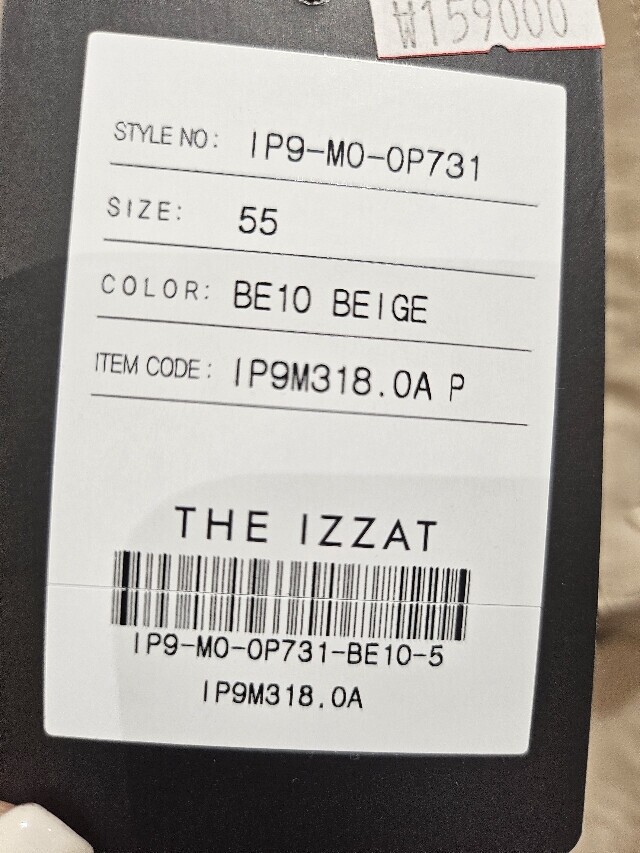 ₩159000
STYLE NO: IP9-MO-OP731
SIZE: 55
COLOR: BE10 BEIGE
ITEM CODE: IP9M318.0A P
THE IZZAT
IP9-MO-OP731-BE10-5
IP9M318.0A